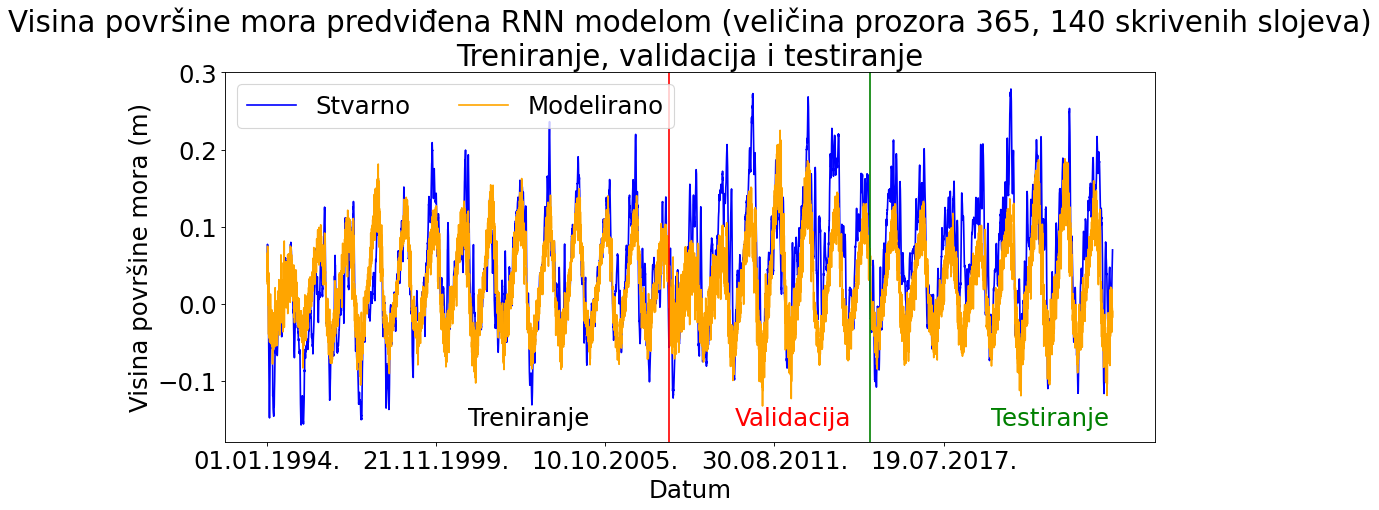 Visina površine mora predviđena RNN modelom (veličina prozora 365, 140 skrivenih slojeva)
Treniranje, validacija i testiranje
Stvarno
Modelirano
Visina površine mora (m)
0.3
0.2
0.1
0.0
−0.1
Treniranje
Validacija
Testiranje
01.01.1994.
21.11.1999.
10.10.2005.
30.08.2011.
19.07.2017.
Datum